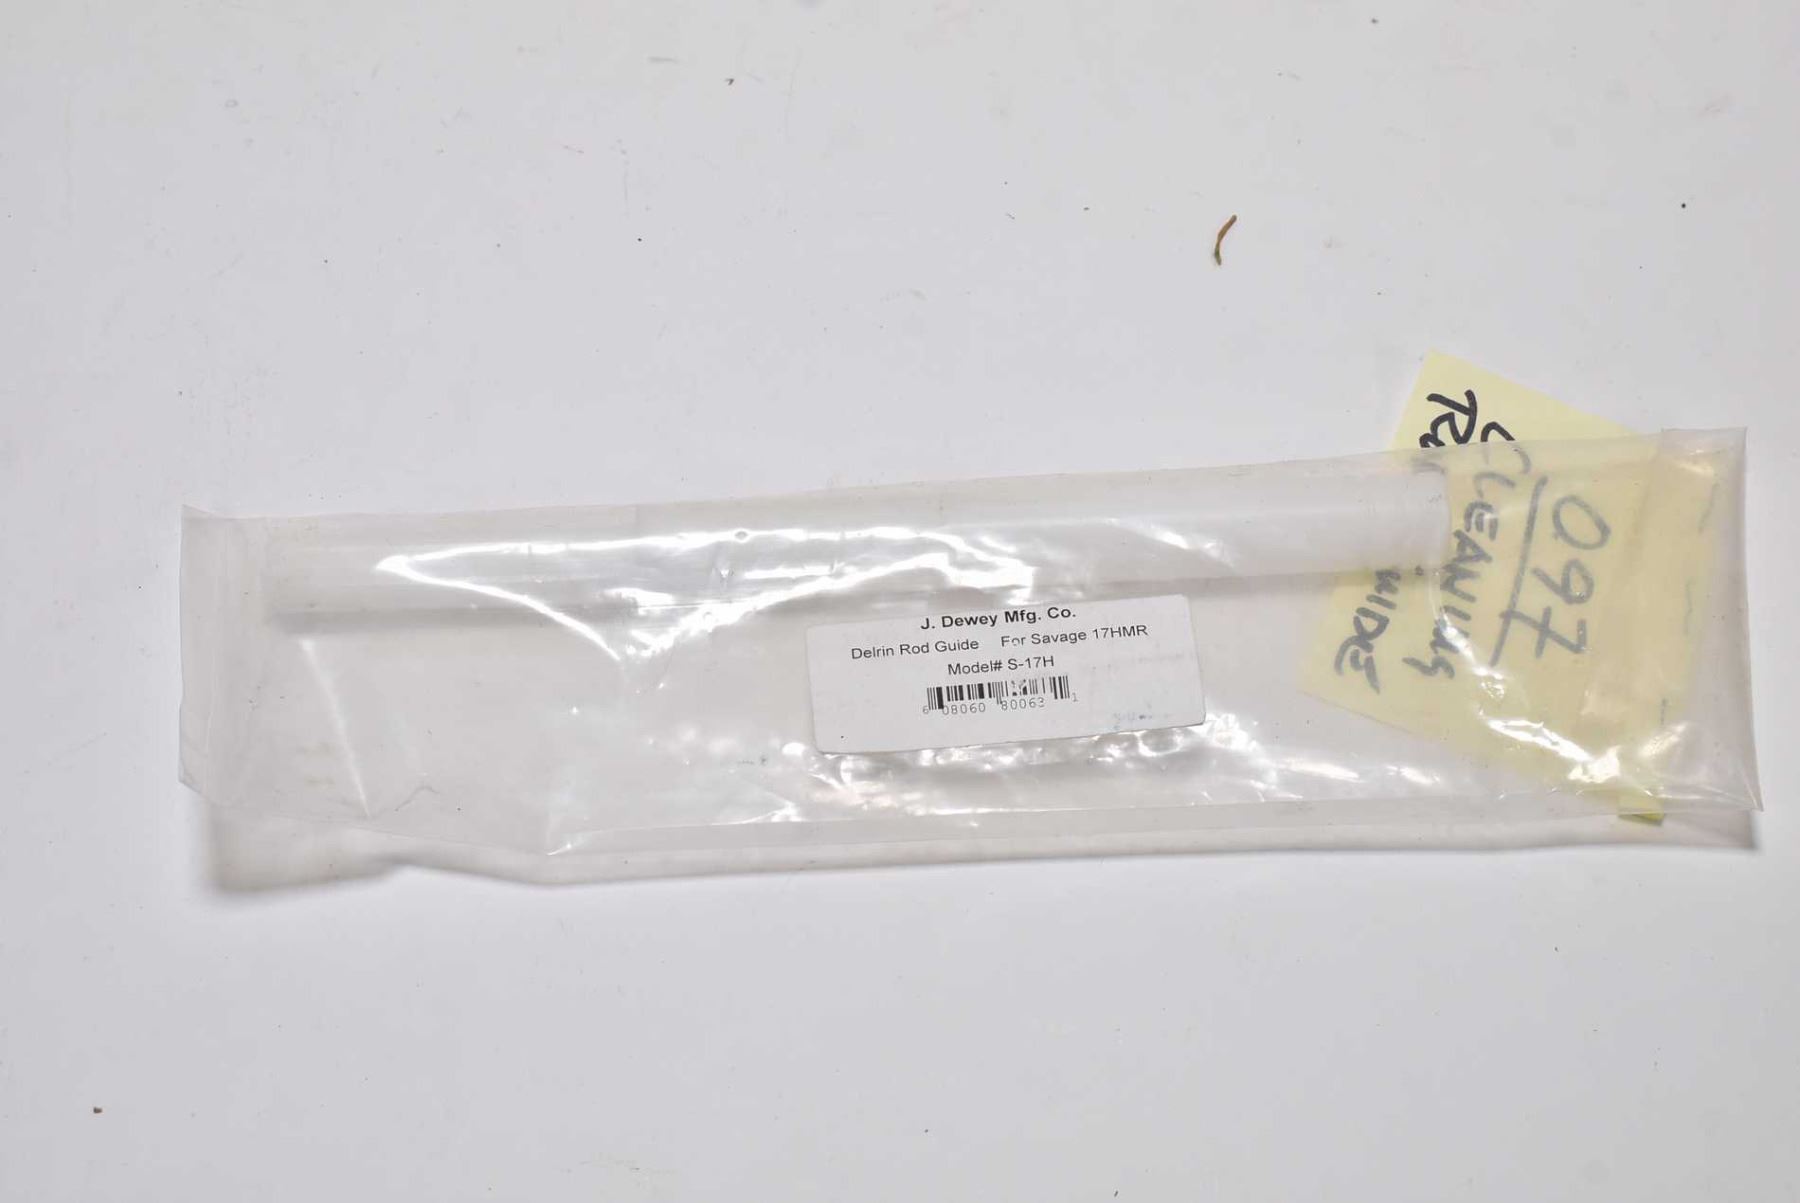 J. Dewey Mfg. Co.
Delrin Rod Guide For Savage 17HMR
Model# S-17H
6 08060 80063 1
097
CLEANING